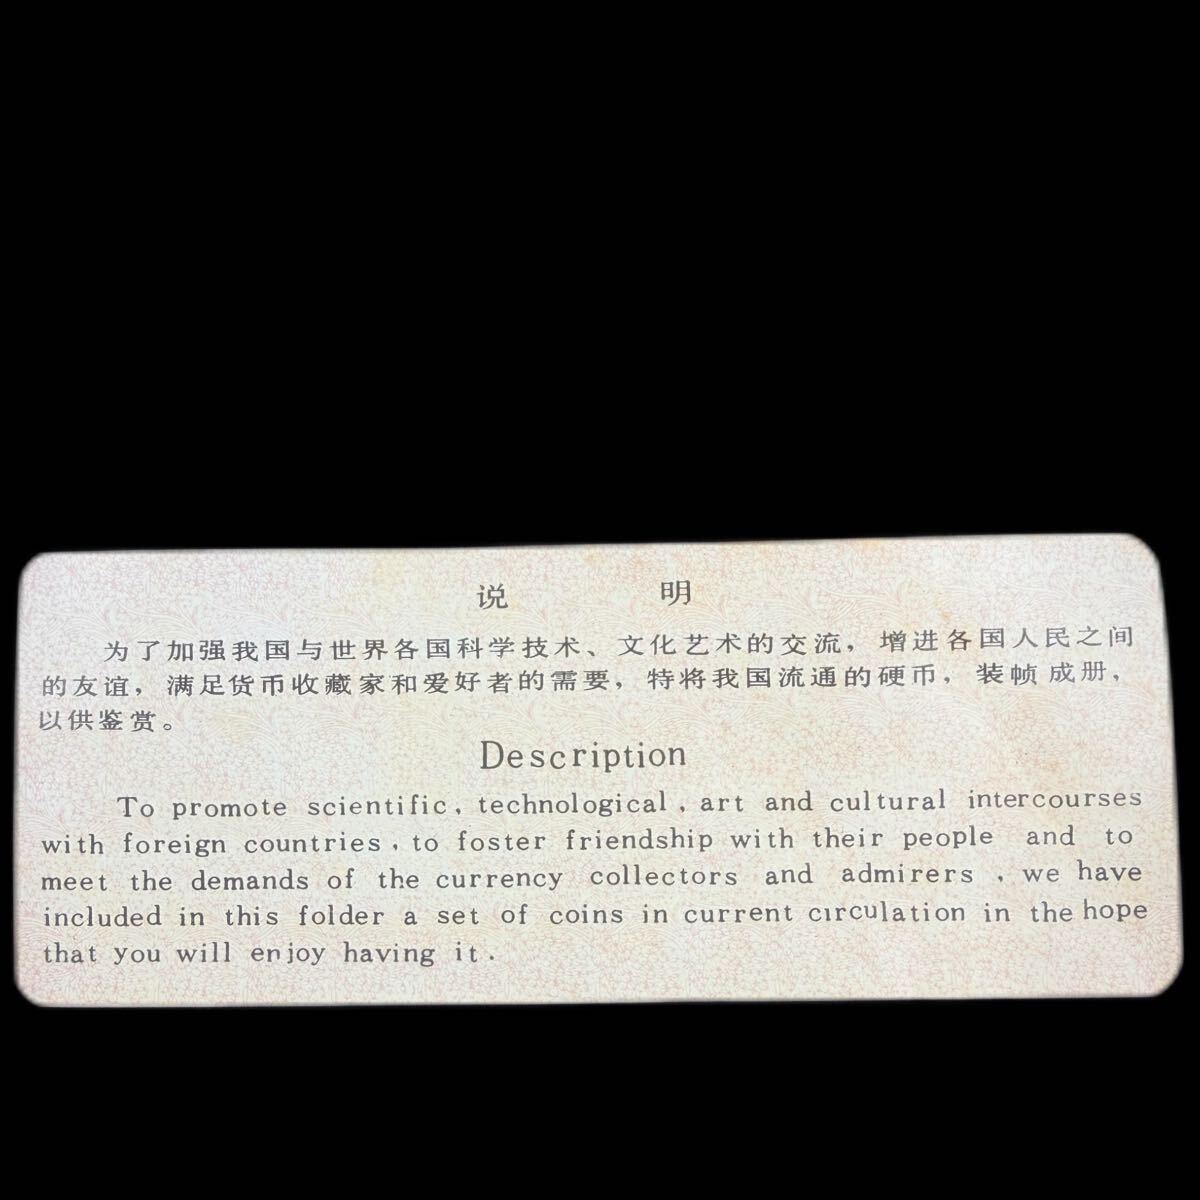 说 明
为了加强我国与世界各国科学技术、文化艺术的交流，增进各国人民之间
的友谊，满足货币收藏家和爱好者的需要，特将我国流通的硬币，装帧成册，
以供鉴赏。
Description
To promote scientific, technological, art and cultural intercourses
with foreign countries, to foster friendship with their people and to
meet the demands of the currency collectors and admirers, we have
included in this folder a set of coins in current circulation in the hope
that you will enjoy having it.